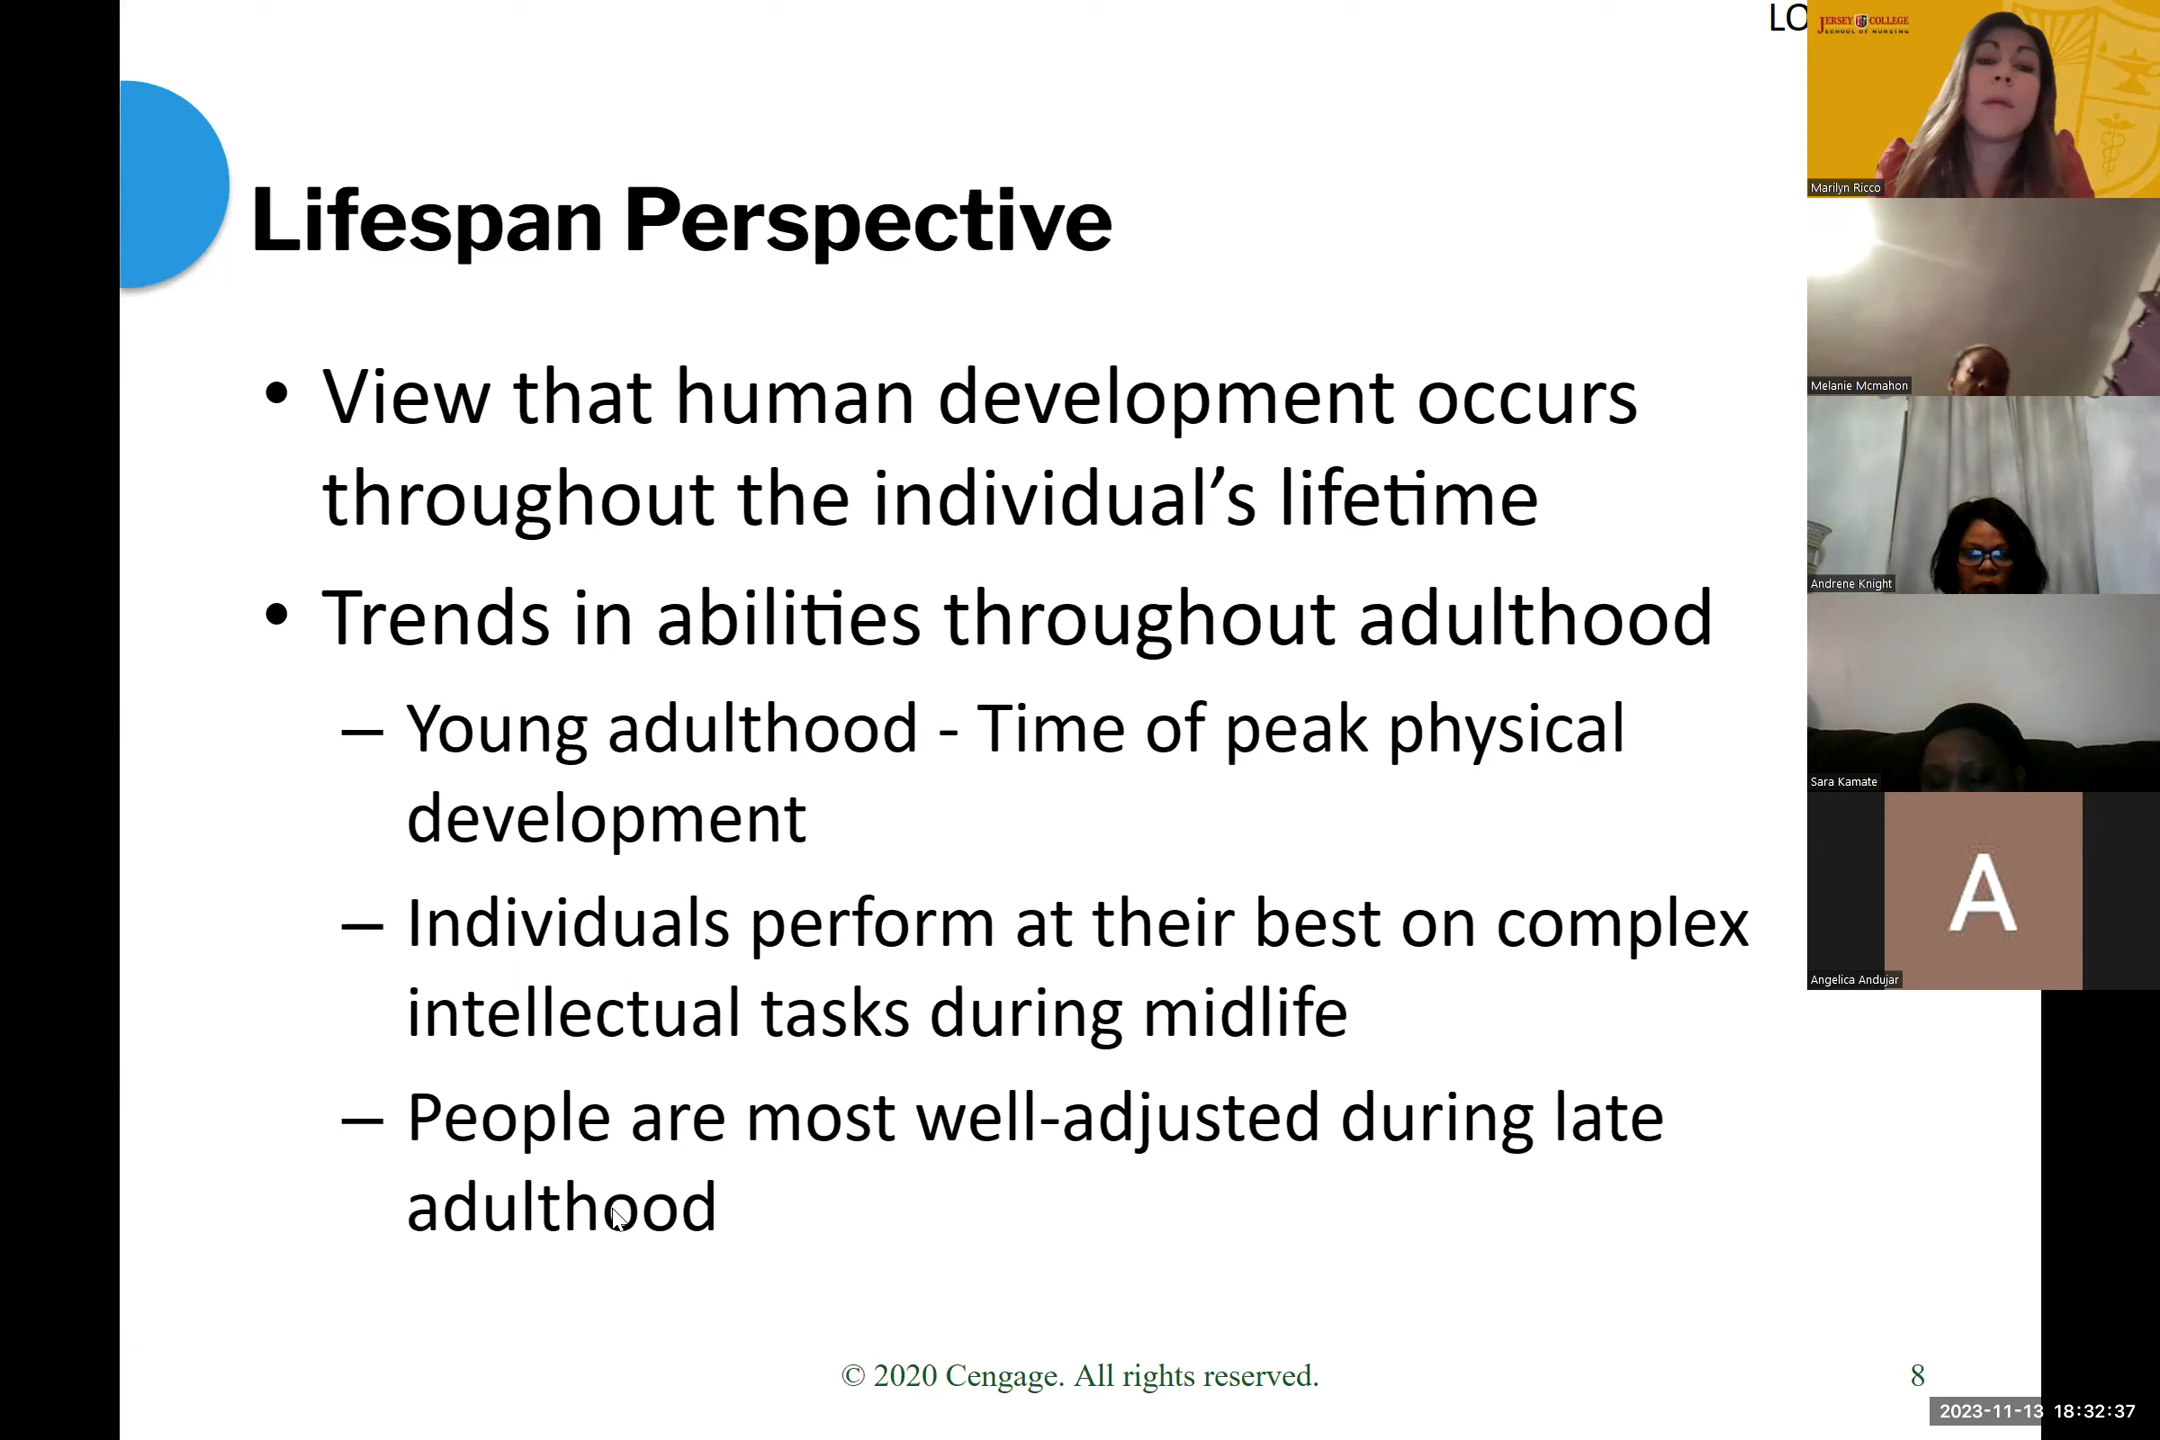 LO
JERSEY COLLEGE
SCHOOL OF NURSING
Lifespan Perspective
• View that human development occurs
throughout the individual’s lifetime
• Trends in abilities throughout adulthood
– Young adulthood - Time of peak physical
development
– Individuals perform at their best on complex
intellectual tasks during midlife
– People are most well-adjusted during late
adulthood
Marilyn Ricco
Melanie Mcmahon
Andrene Knight
Sara Kamate
A
Angelica Andujar
© 2020 Cengage. All rights reserved.
8
2023-11-13 18:32:37